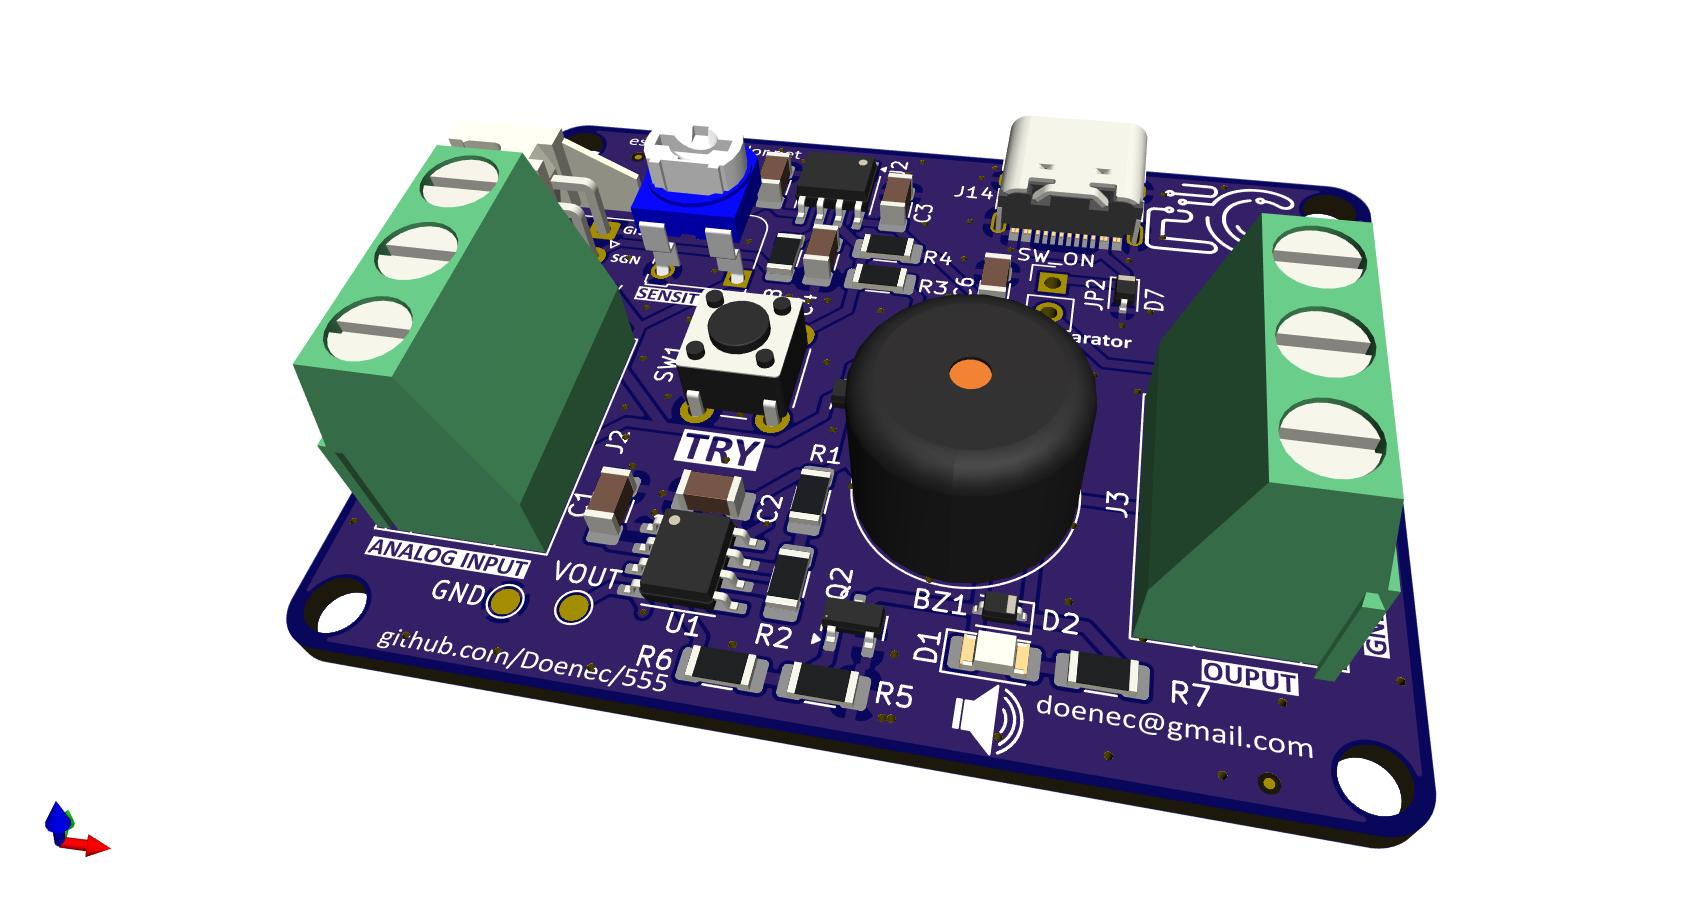 J14
C3
R4
GND
SGN
SW_ON
R3
JP2
D7
SW1
J2
TRY
R1
C1
C2
J3
ANALOG INPUT
GND
VOUT
U1
R2
Q2
BZ1
D2
D1
github.com/Doenec/555
R6
R5
R7
OUPUT
doenec@gmail.com